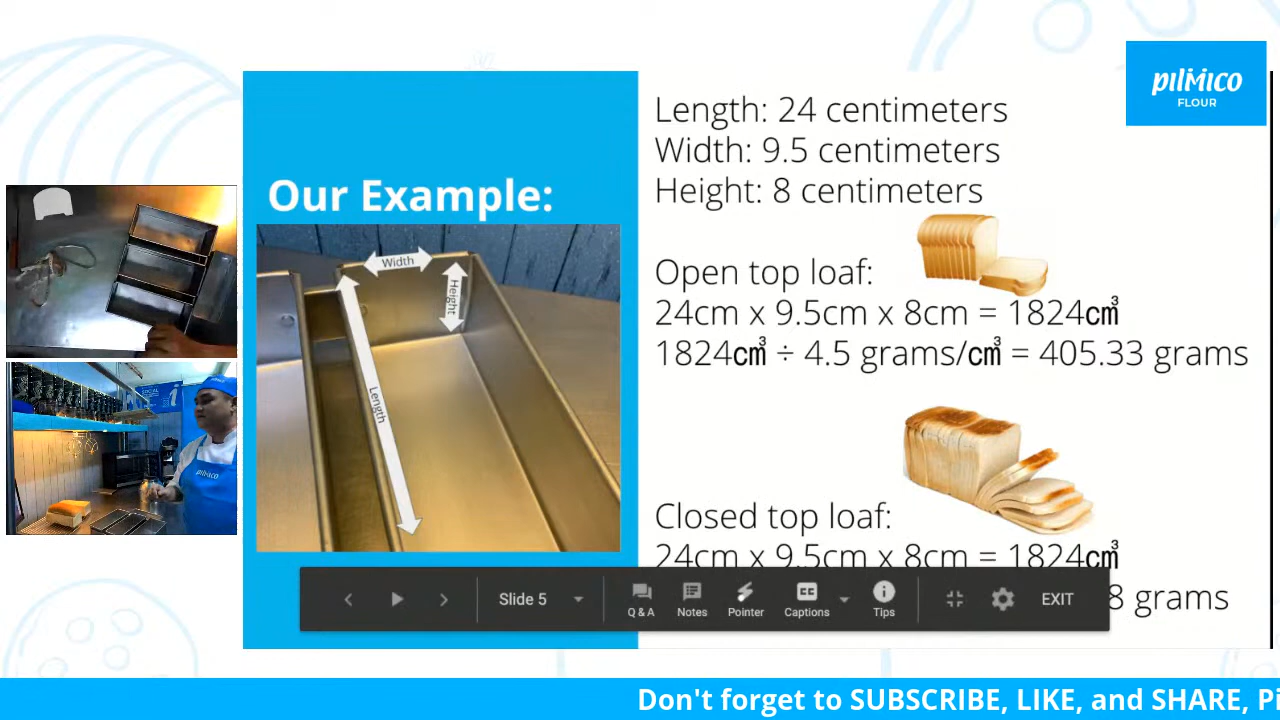 pilmico
FLOUR
Our Example:
Width
Height
Length
Length: 24 centimeters
Width: 9.5 centimeters
Height: 8 centimeters
Open top loaf:
24cm x 9.5cm x 8cm = 1824㎤
1824㎤ ÷ 4.5 grams/㎤ = 405.33 grams
Closed top loaf:
24cm x 9.5cm x 8cm = 1824㎤
8 grams
Slide 5
Q & A
Notes
Pointer
Captions
Tips
EXIT
pilmico
Don't forget to SUBSCRIBE, LIKE, and SHARE, Pi